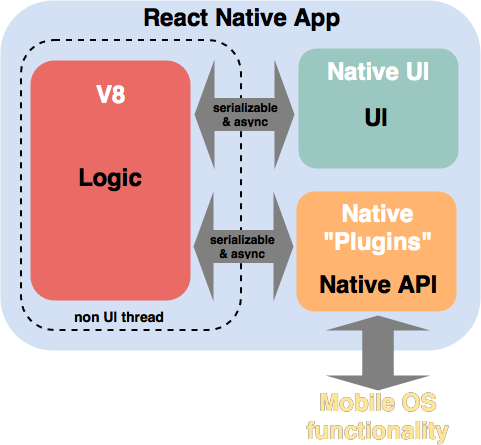 React Native App
V8
Logic
non UI thread
serializable
& async
Native UI
UI
serializable
& async
Native
"Plugins"
Native API
Mobile OS
functionality